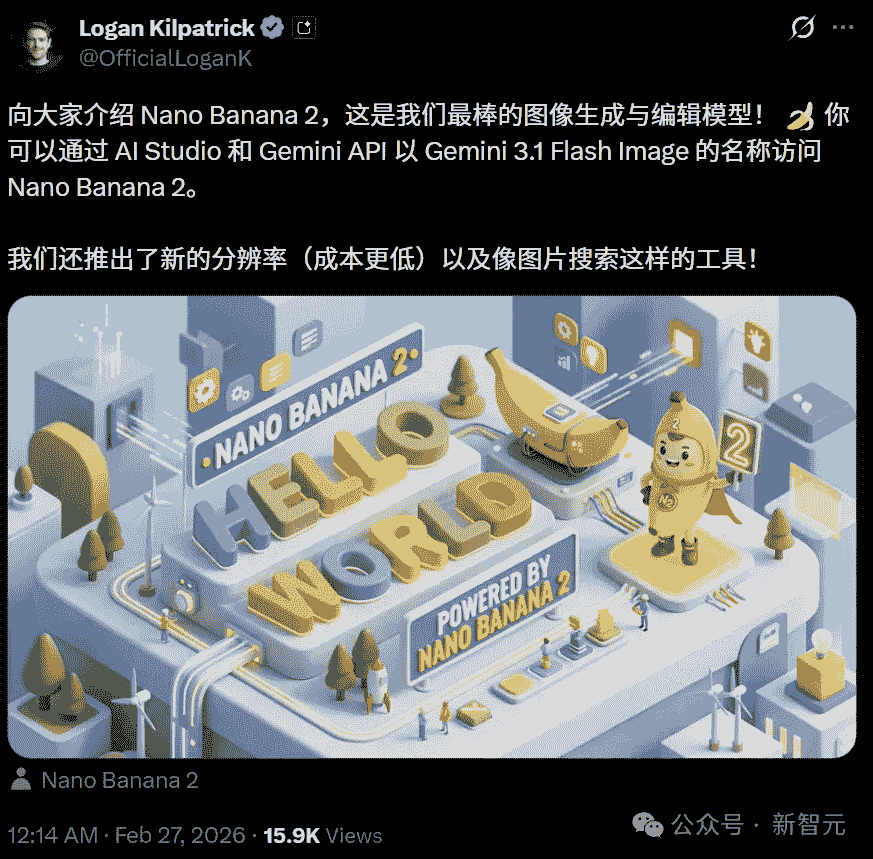 Logan Kilpatrick
@OfficialLoganK
向大家介绍 Nano Banana 2，这是我们最棒的图像生成与编辑模型！ 🍌 你
可以通过 AI Studio 和 Gemini API 以 Gemini 3.1 Flash Image 的名称访问
Nano Banana 2。
我们还推出了新的分辨率（成本更低）以及像图片搜索这样的工具！
NANO BANANA 2
HELLO
WORLD
2
2
N2
POWERED BY
NANO BANANA 2
Nano Banana 2
12:14 AM · Feb 27, 2026 · 15.9K Views
公众号 · 新智元